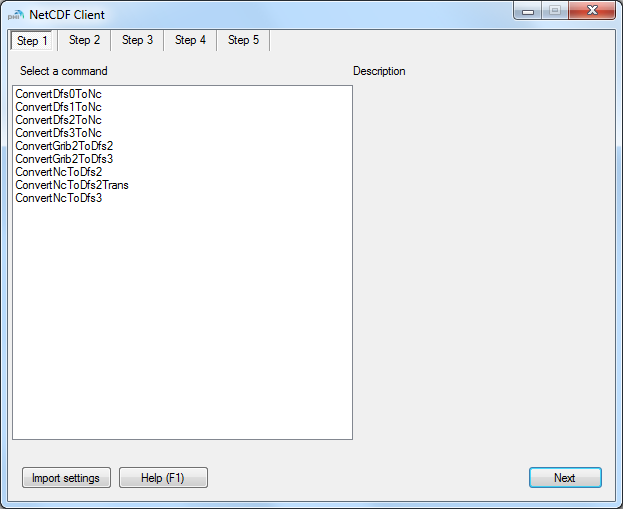 NetCDF Client
Step 1 Step 2 Step 3 Step 4 Step 5
Select a command Description
ConvertDfs0ToNc
ConvertDfs1ToNc
ConvertDfs2ToNc
ConvertDfs3ToNc
ConvertGrib2ToDfs2
ConvertGrib2ToDfs3
ConvertNcToDfs2
ConvertNcToDfs2Trans
ConvertNcToDfs3
Import settings Help (F1) Next